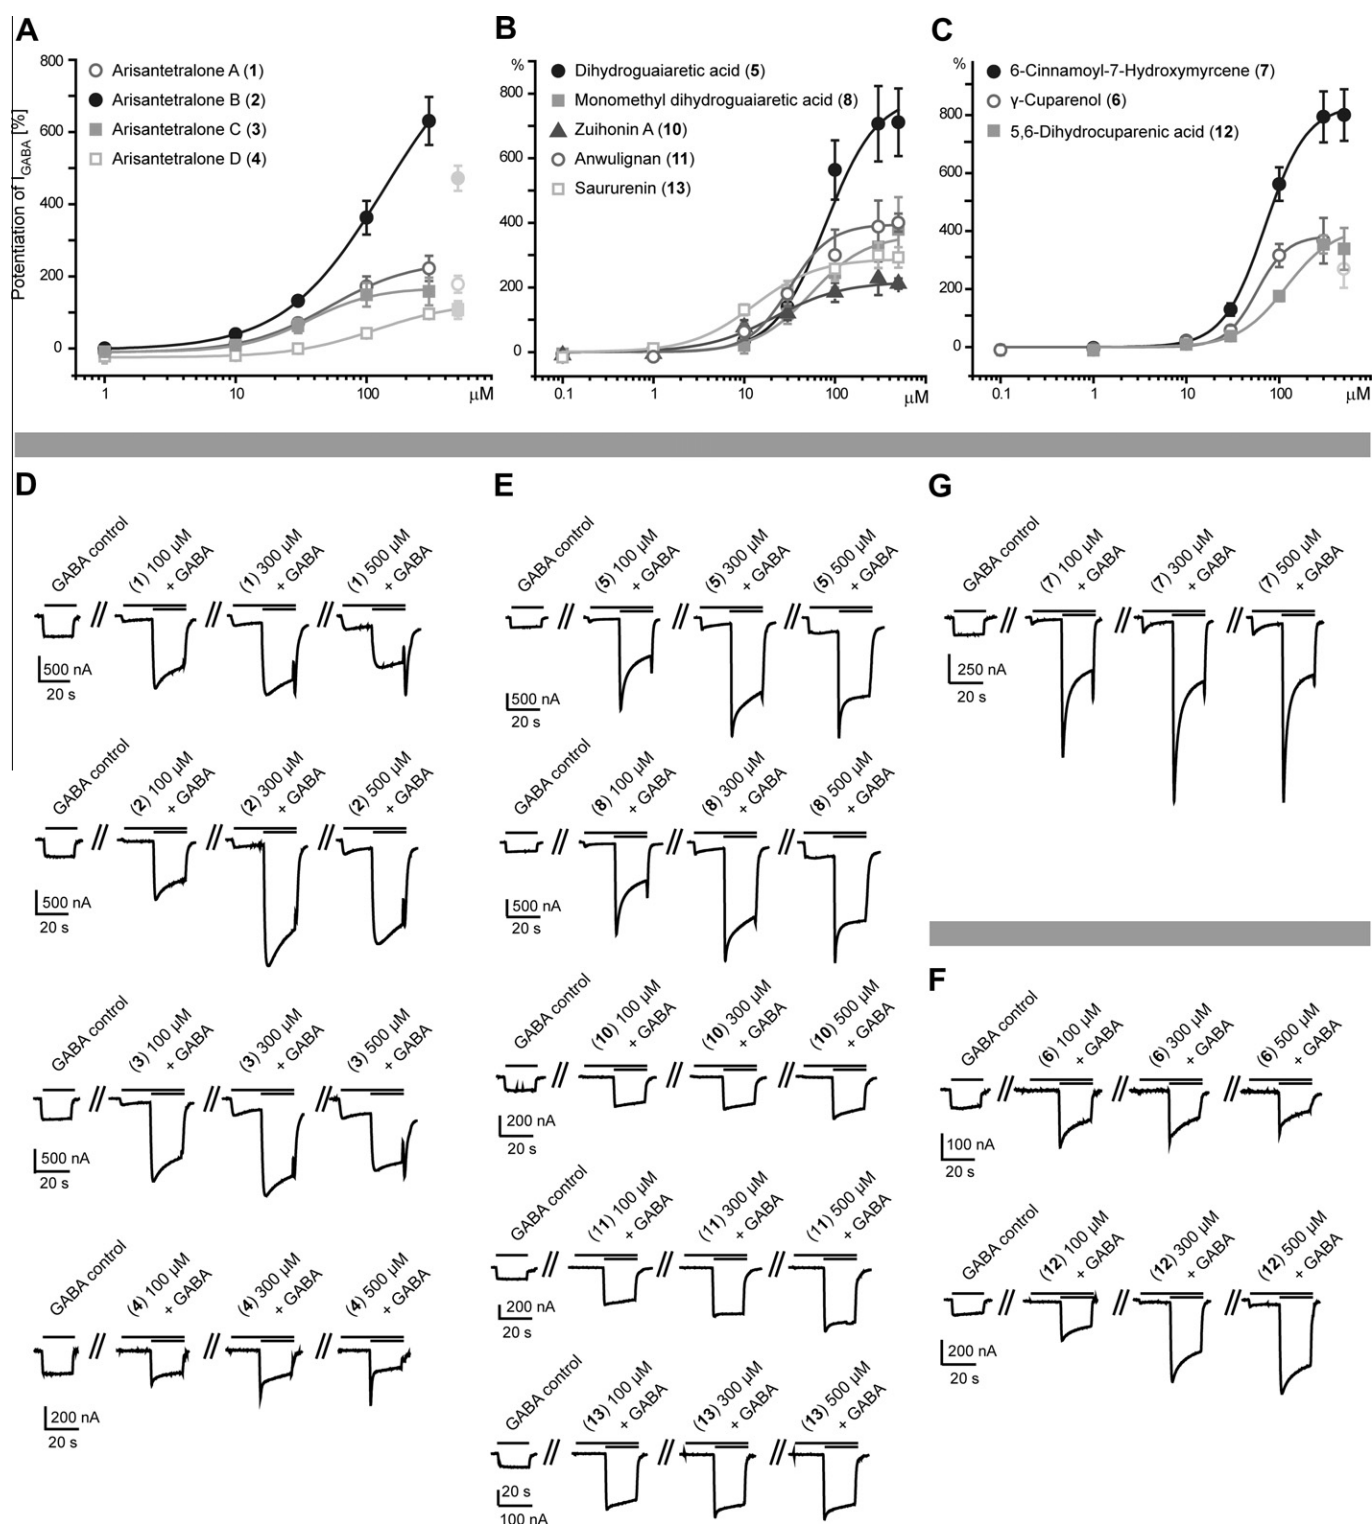 A
Potentiation of I GABA [%]
800
600
400
200
0
1
10
100
μM
Arisantetralone A (1)
Arisantetralone B (2)
Arisantetralone C (3)
Arisantetralone D (4)
B
%
800
600
400
200
0
0.1
1
10
100
μM
Dihydroguaiaretic acid (5)
Monomethyl dihydroguaiaretic acid (8)
Zuihonin A (10)
Anwulignan (11)
Saururenin (13)
C
%
800
600
400
200
0
0.1
1
10
100
μM
6-Cinnamoyl-7-Hydroxymyrcene (7)
γ-Cuparenol (6)
5,6-Dihydrocuparenic acid (12)
D
GABA control
(1) 100 μM
+ GABA
(1) 300 μM
+ GABA
(1) 500 μM
+ GABA
500 nA
20 s
GABA control
(2) 100 μM
+ GABA
(2) 300 μM
+ GABA
(2) 500 μM
+ GABA
500 nA
20 s
GABA control
(3) 100 μM
+ GABA
(3) 300 μM
+ GABA
(3) 500 μM
+ GABA
500 nA
20 s
GABA control
(4) 100 μM
+ GABA
(4) 300 μM
+ GABA
(4) 500 μM
+ GABA
200 nA
20 s
E
GABA control
(5) 100 μM
+ GABA
(5) 300 μM
+ GABA
(5) 500 μM
+ GABA
500 nA
20 s
GABA control
(8) 100 μM
+ GABA
(8) 300 μM
+ GABA
(8) 500 μM
+ GABA
500 nA
20 s
GABA control
(10) 100 μM
+ GABA
(10) 300 μM
+ GABA
(10) 500 μM
+ GABA
200 nA
20 s
GABA control
(11) 100 μM
+ GABA
(11) 300 μM
+ GABA
(11) 500 μM
+ GABA
200 nA
20 s
GABA control
(13) 100 μM
+ GABA
(13) 300 μM
+ GABA
(13) 500 μM
+ GABA
20 s
100 nA
G
GABA control
(7) 100 μM
+ GABA
(7) 300 μM
+ GABA
(7) 500 μM
+ GABA
250 nA
20 s
F
GABA control
(6) 100 μM
+ GABA
(6) 300 μM
+ GABA
(6) 500 μM
+ GABA
100 nA
20 s
GABA control
(12) 100 μM
+ GABA
(12) 300 μM
+ GABA
(12) 500 μM
+ GABA
200 nA
20 s